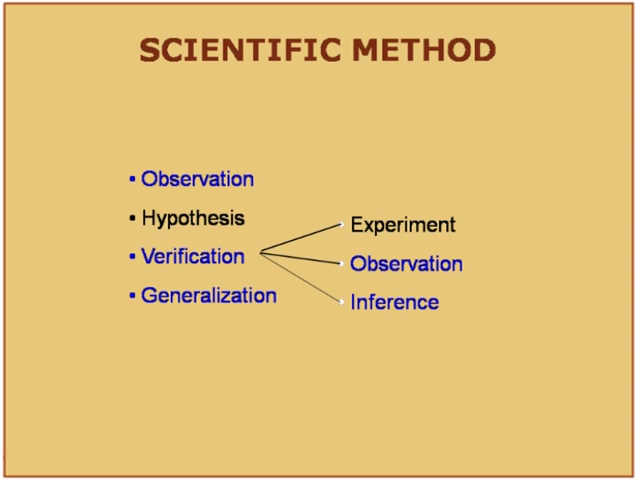 SCIENTIFIC METHOD
• Observation
• Hypothesis
• Verification
• Generalization
Experiment
Observation
Inference